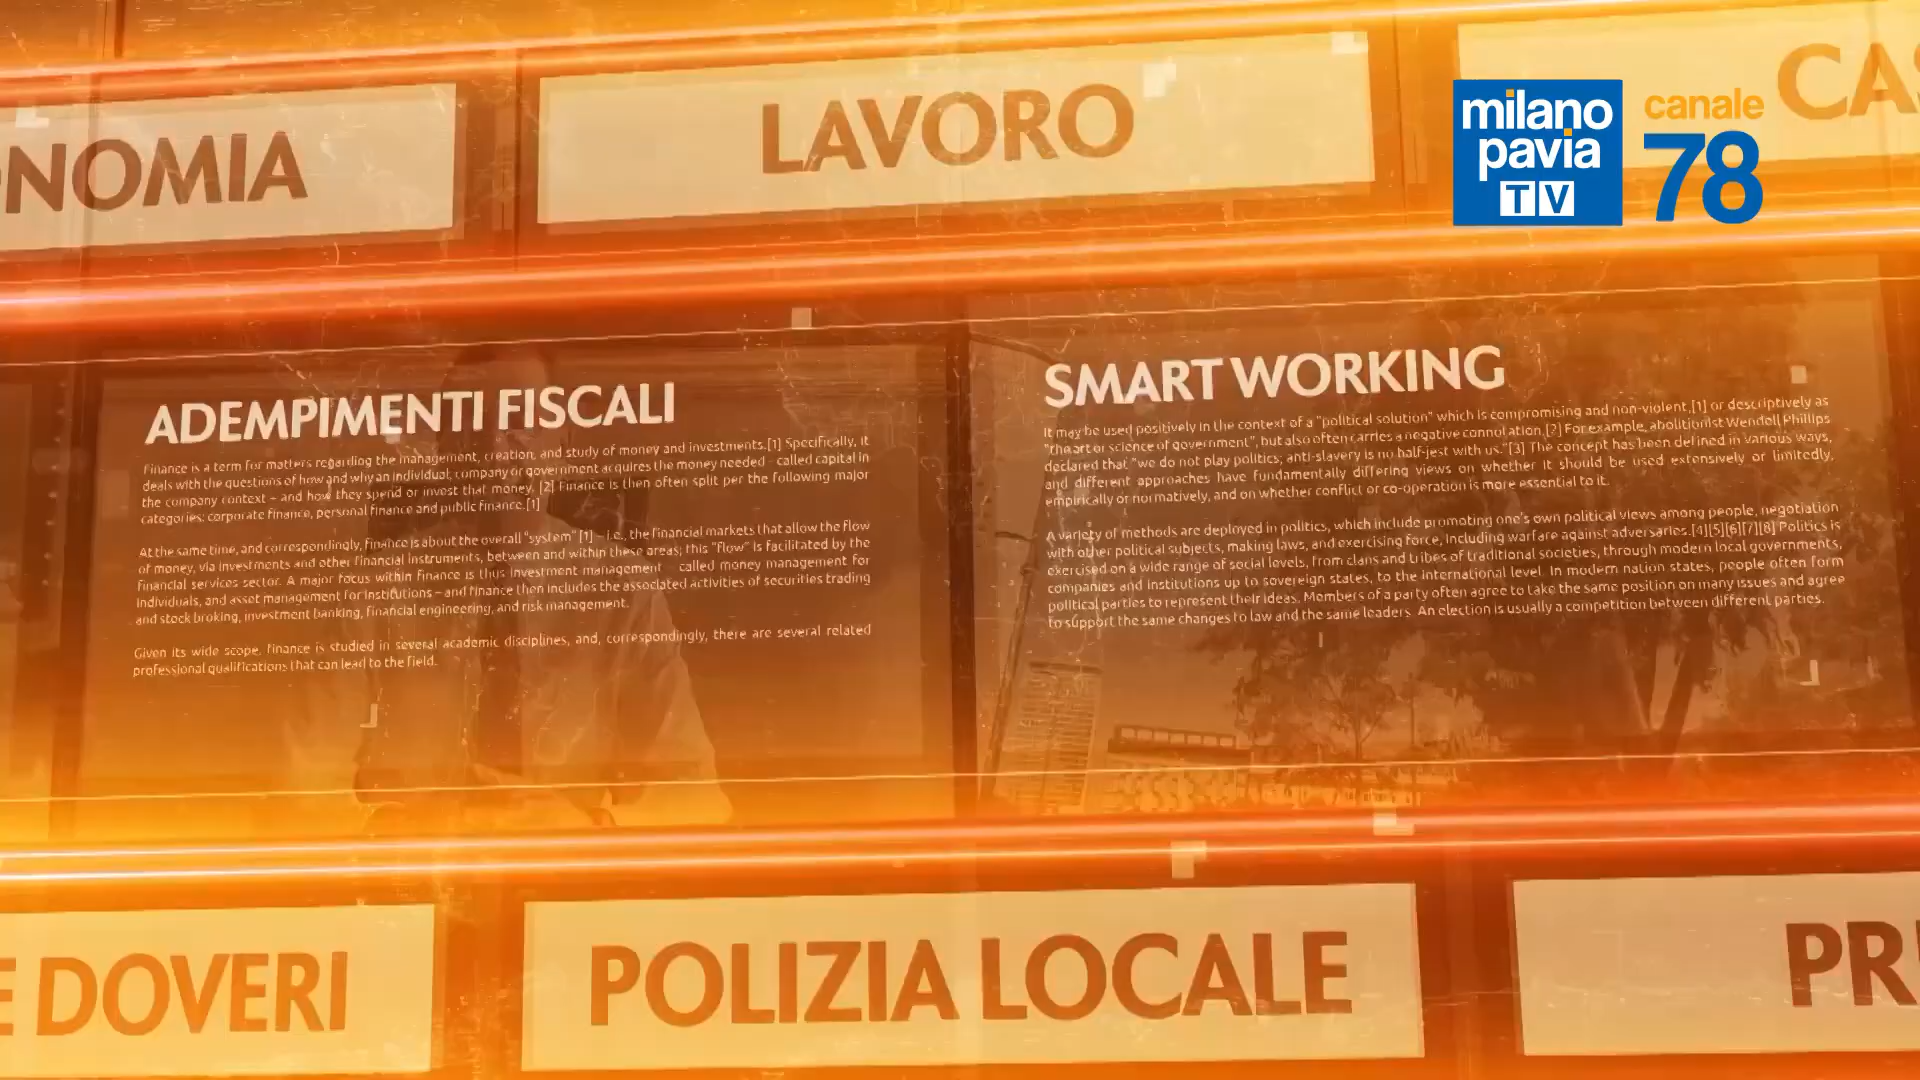 NOMIA
LAVORO
CAS
milano
pavia
TV
canale
78
ADEMPIMENTI FISCALI
Finance is a term for matters regarding the management, creation, and study of money and investments.[1] Specifically, it
deals with the questions of how and why an individual, company or government acquires the money needed – called capital in
the company context – and how they spend or invest that money. [2] Finance is then often split per the following major
categories: corporate finance, personal finance and public finance.[1]
At the same time, and correspondingly, finance is about the overall "system" [1] – i.e., the financial markets that allow the flow
of money, via investments and other financial instruments, between and within these areas; this "flow" is facilitated by the
financial services sector. A major focus within finance is thus investment management – called money management for
individuals, and asset management for institutions – and finance then includes the associated activities of securities trading
and stock broking, investment banking, financial engineering, and risk management.
Given its wide scope, finance is studied in several academic disciplines, and, correspondingly, there are several related
professional qualifications that can lead to the field.
SMART WORKING
It may be used positively in the context of a "political solution" which is compromising and non-violent,[1] or descriptively as
"the art or science of government", but also often carries a negative connotation.[2] For example, abolitionist Wendell Phillips
declared that "we do not play politics; anti-slavery is no half-jest with us."[3] The concept has been defined in various ways,
and different approaches have fundamentally differing views on whether it should be used extensively or limitedly,
empirically or normatively, and on whether conflict or co-operation is more essential to it.
A variety of methods are deployed in politics, which include promoting one's own political views among people, negotiation
with other political subjects, making laws, and exercising force, including warfare against adversaries.[4][5][6][7][8] Politics is
exercised on a wide range of social levels, from clans and tribes of traditional societies, through modern local governments,
companies and institutions up to sovereign states, to the international level. In modern nation states, people often form
political parties to represent their ideas. Members of a party often agree to take the same position on many issues and agree
to support the same changes to law and the same leaders. An election is usually a competition between different parties.
E DOVERI
POLIZIA LOCALE
PR